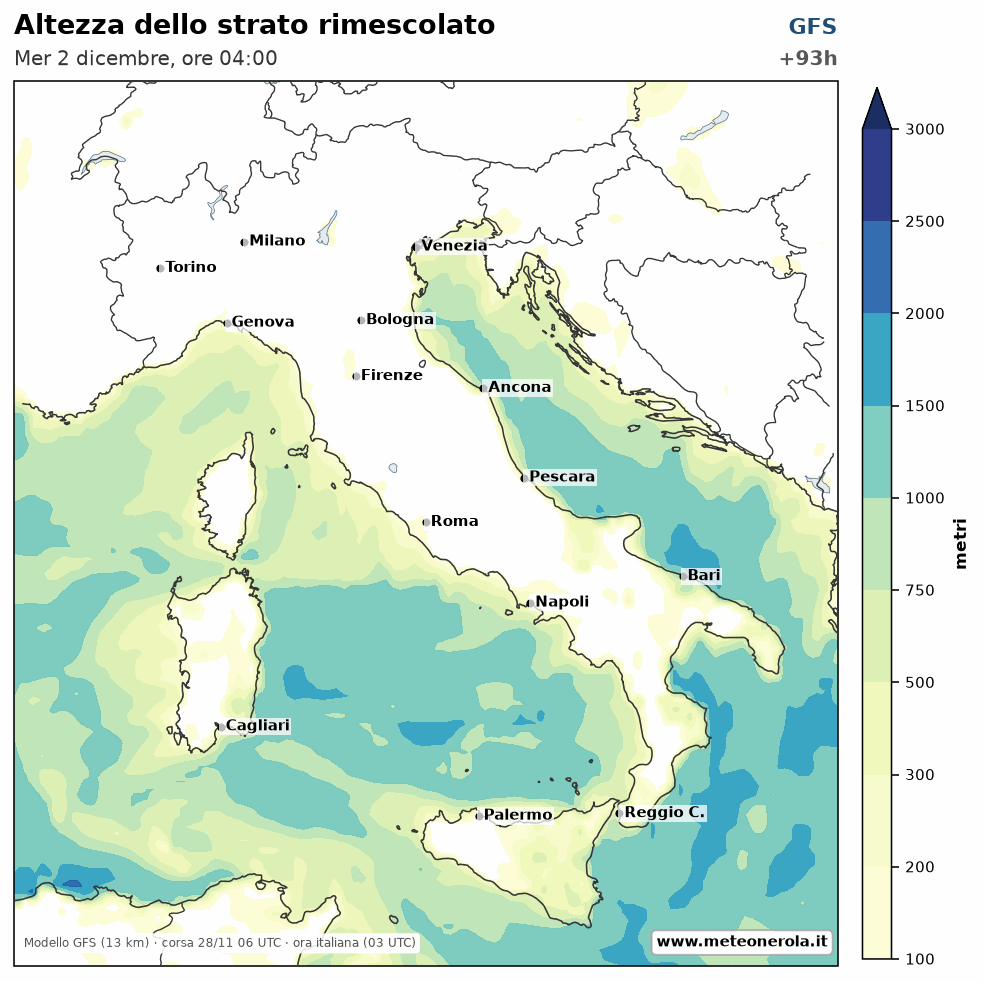 Altezza dello strato rimescolato
GFS
Mer 2 dicembre, ore 04:00
+93h
Milano
Venezia
Torino
Genova
Bologna
Firenze
Ancona
Pescara
Roma
Bari
Napoli
Cagliari
Palermo
Reggio C.
3000
2500
2000
1500
1000
750
500
300
200
100
metri
Modello GFS (13 km) · corsa 28/11 06 UTC · ora italiana (03 UTC)
www.meteonerola.it